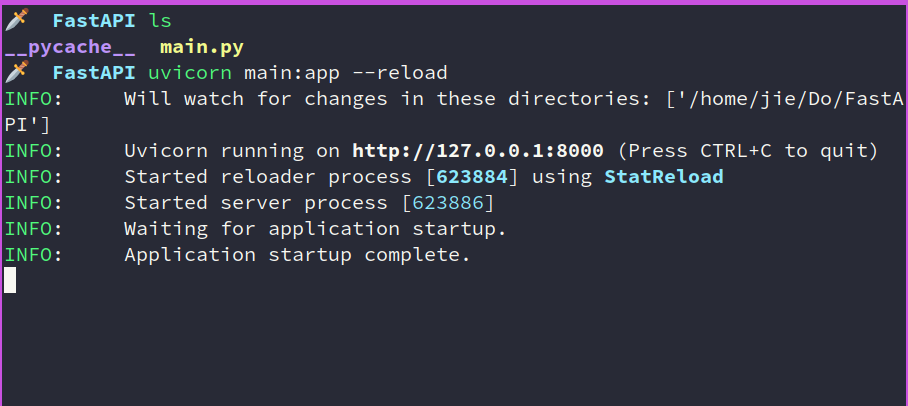 FastAPI ls
__pycache__  main.py
FastAPI uvicorn main:app --reload
INFO:     Will watch for changes in these directories: ['/home/jie/Do/FastA
PI']
INFO:     Uvicorn running on http://127.0.0.1:8000 (Press CTRL+C to quit)
INFO:     Started reloader process [623884] using StatReload
INFO:     Started server process [623886]
INFO:     Waiting for application startup.
INFO:     Application startup complete.